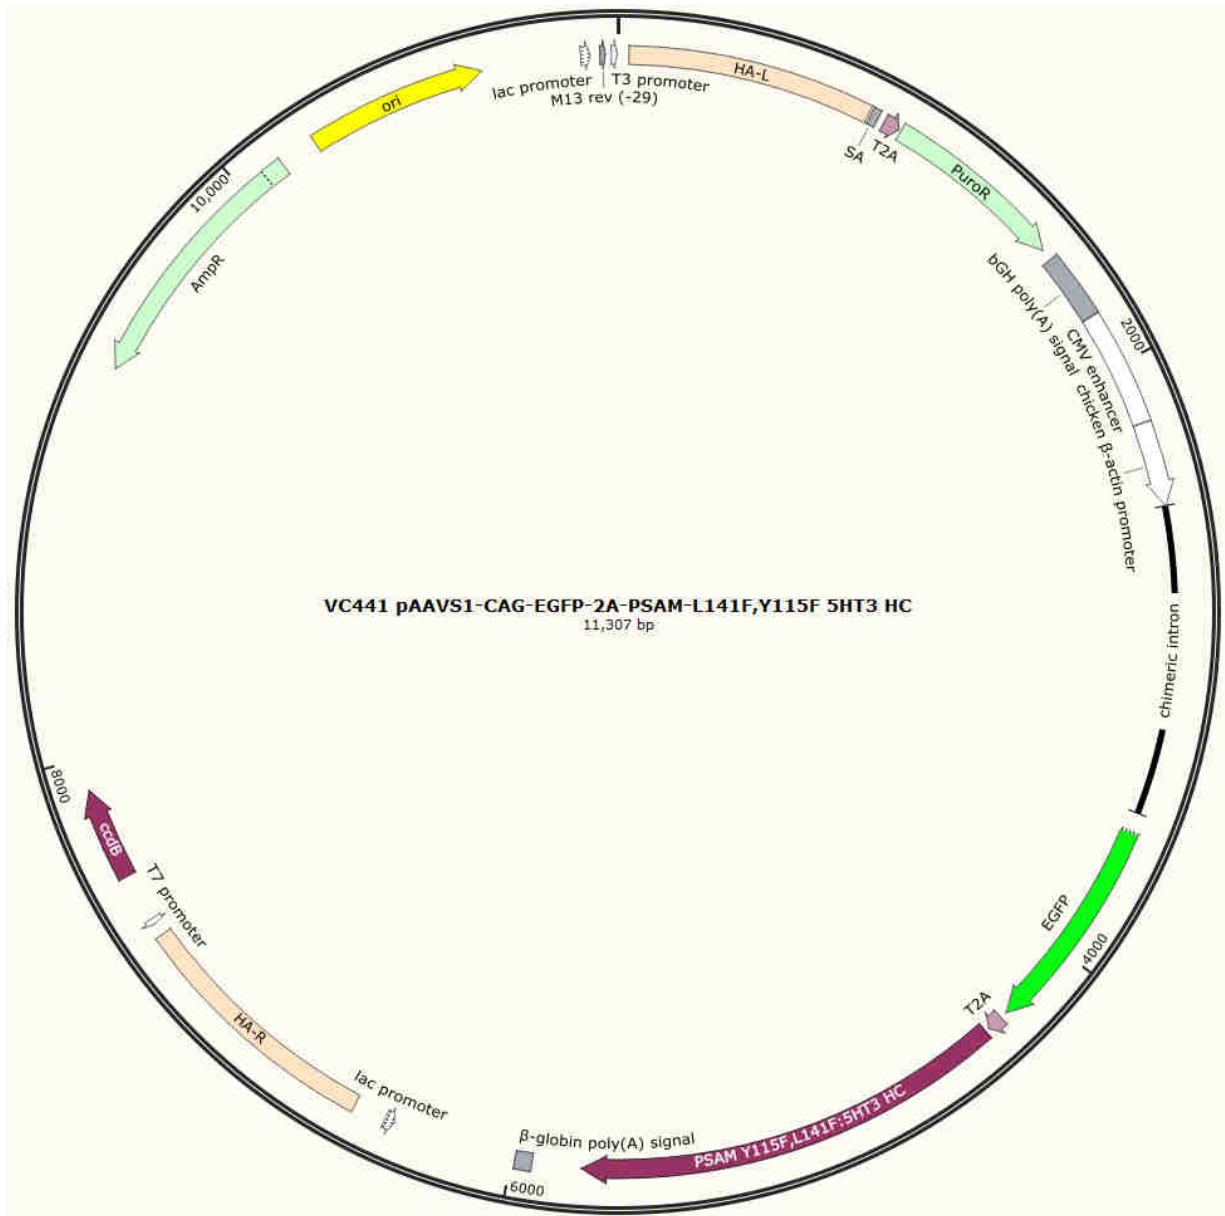 lac promoter
T3 promoter
M13 rev (-29)
HA-L
SA
T2A
PuroR
bGH poly(A) signal
2000
CMV enhancer
chicken β-actin promoter
chimeric intron
EGFP
4000
T2A
PSAM Y115F,L141F:5HT3 HC
β-globin poly(A) signal
6000
lac promoter
HA-R
T7 promoter
ccdB
8000
AmpR
10,000
ori
VC441 pAAVS1-CAG-EGFP-2A-PSAM-L141F,Y115F 5HT3 HC
11,307 bp